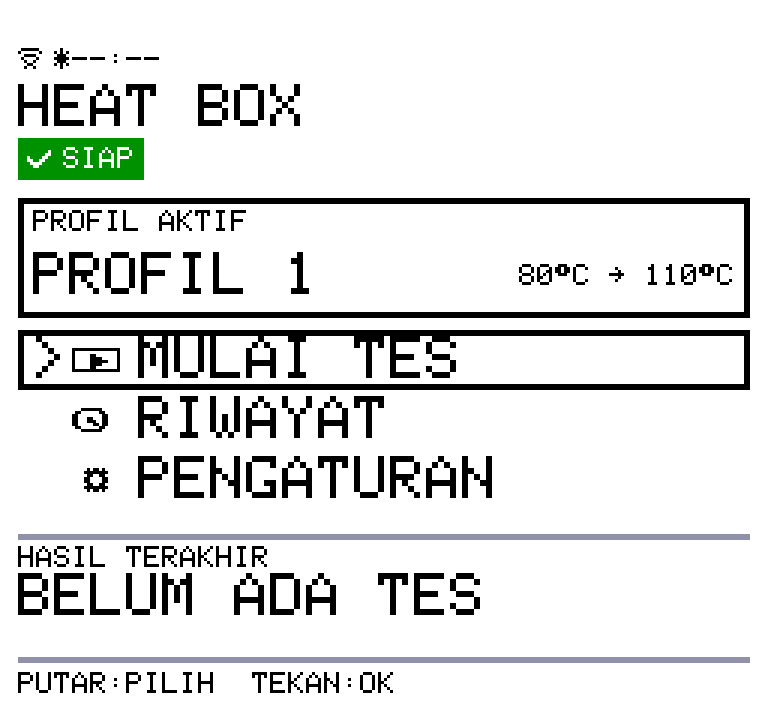 --:--
HEAT BOX
SIAP
PROFIL AKTIF
PROFIL 1 80°C → 110°C
> MULAI TES
RIWAYAT
PENGATURAN
HASIL TERAKHIR
BELUM ADA TES
PUTAR:PILIH TEKAN:OK